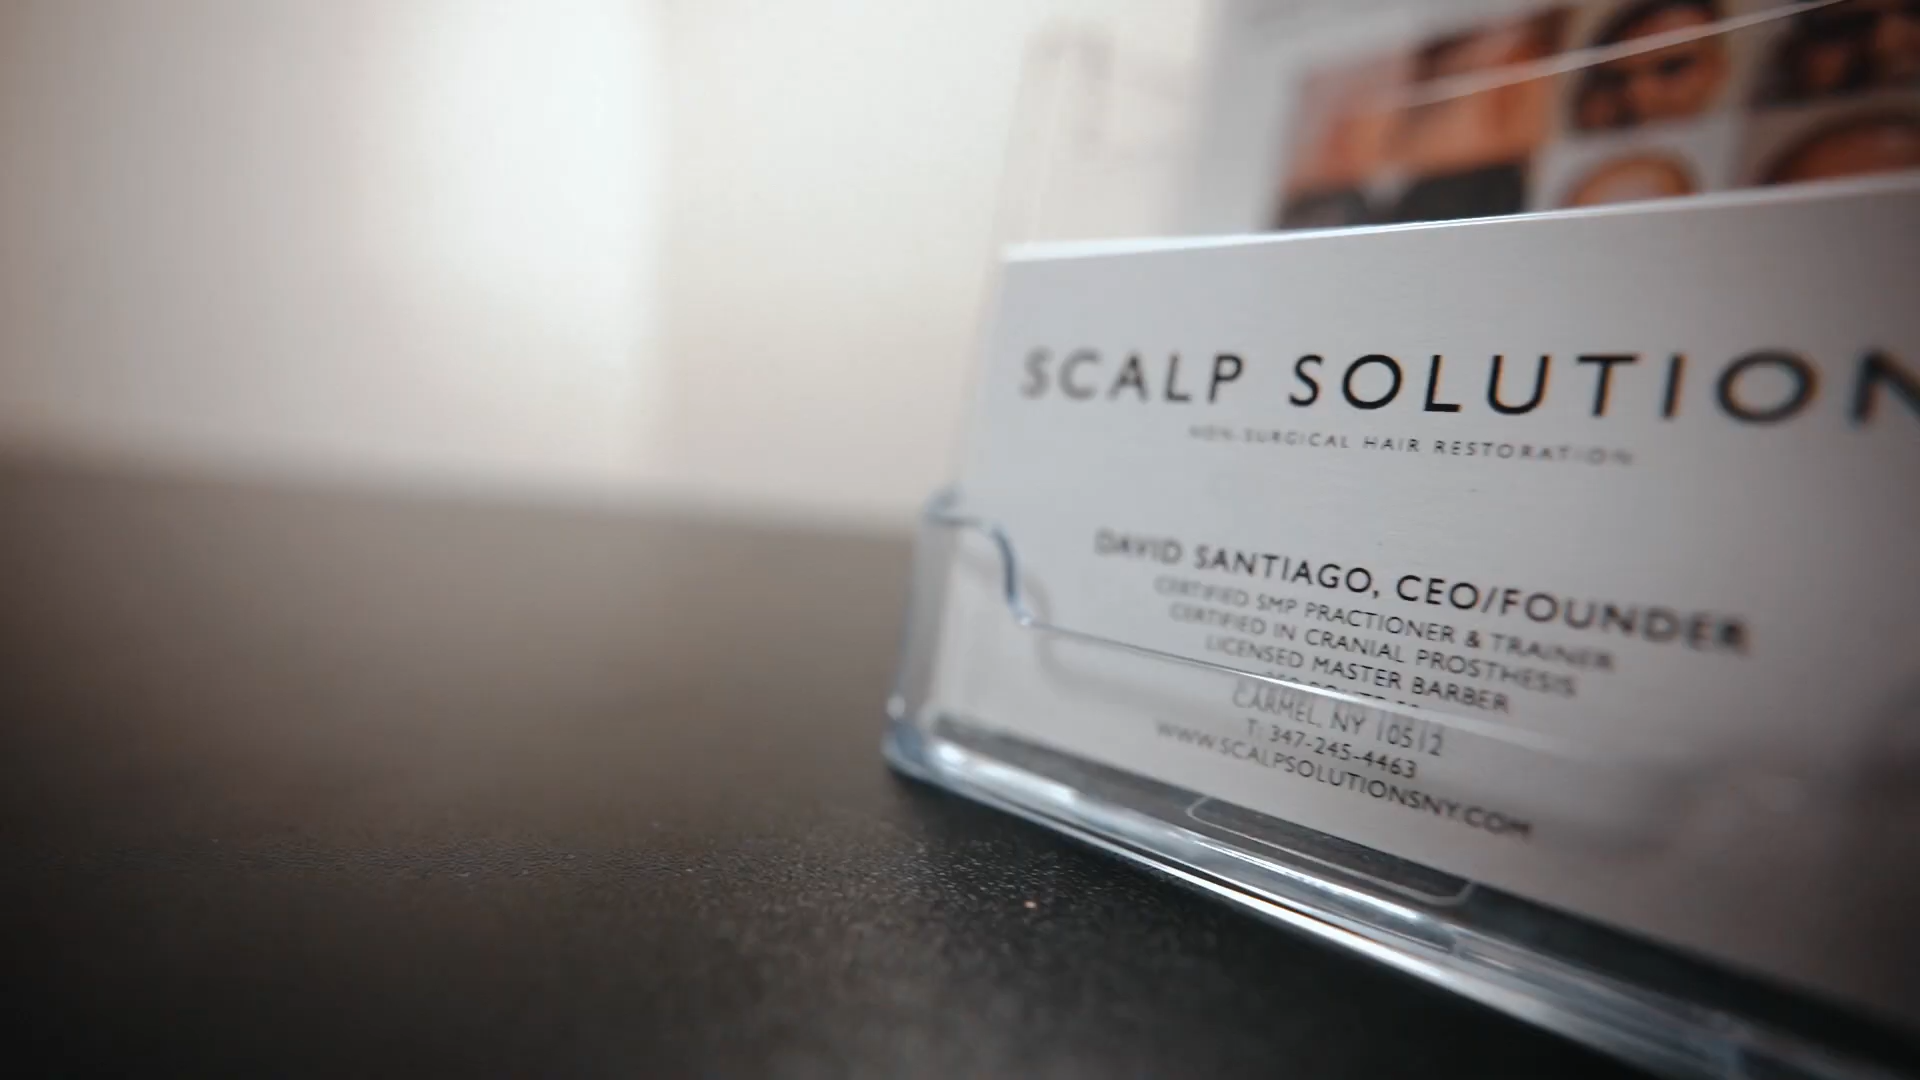 SCALP SOLUTION
NON-SURGICAL HAIR RESTORATION
DAVID SANTIAGO, CEO/FOUNDER
CERTIFIED SMP PRACTIONER & TRAINER
CERTIFIED IN CRANIAL PROSTHESIS
LICENSED MASTER BARBER
CARMEL, NY 10512
T: 347-245-4463
WWW.SCALPSOLUTIONSNY.COM